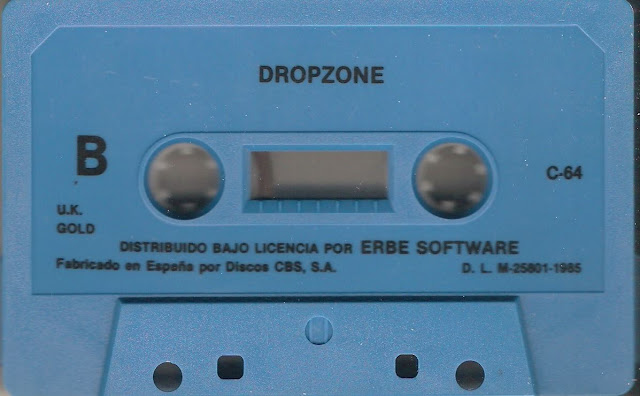 DROPZONE
B
C-64
U.K.
GOLD
DISTRIBUIDO BAJO LICENCIA POR ERBE SOFTWARE
Fabricado en España por Discos CBS, S.A.
D. L. M-25801-1985